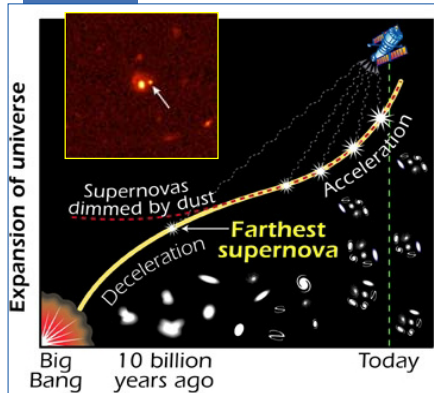 Expansion of universe
Supernovas
dimmed by dust
Farthest
supernova
Deceleration
Acceleration
Big
Bang
10 billion
years ago
Today